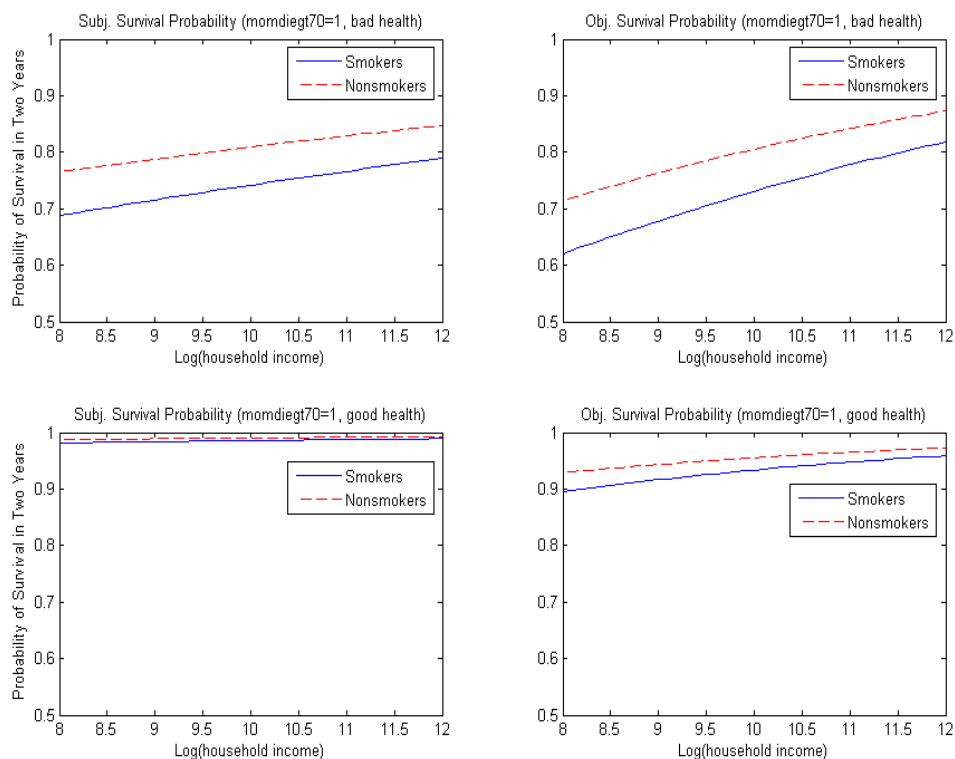 Subj. Survival Probability (momdiegt70=1, bad health)
Probability of Survival in Two Years
1
0.9
0.8
0.7
0.6
0.5
Smokers
Nonsmokers
8 8.5 9 9.5 10 10.5 11 11.5 12
Log(household income)
Obj. Survival Probability (momdiegt70=1, bad health)
1
0.9
0.8
0.7
0.6
0.5
Smokers
Nonsmokers
8 8.5 9 9.5 10 10.5 11 11.5 12
Log(household income)
Subj. Survival Probability (momdiegt70=1, good health)
Probability of Survival in Two Years
1
0.9
0.8
0.7
0.6
0.5
Smokers
Nonsmokers
8 8.5 9 9.5 10 10.5 11 11.5 12
Log(household income)
Obj. Survival Probability (momdiegt70=1, good health)
1
0.9
0.8
0.7
0.6
0.5
Smokers
Nonsmokers
8 8.5 9 9.5 10 10.5 11 11.5 12
Log(household income)